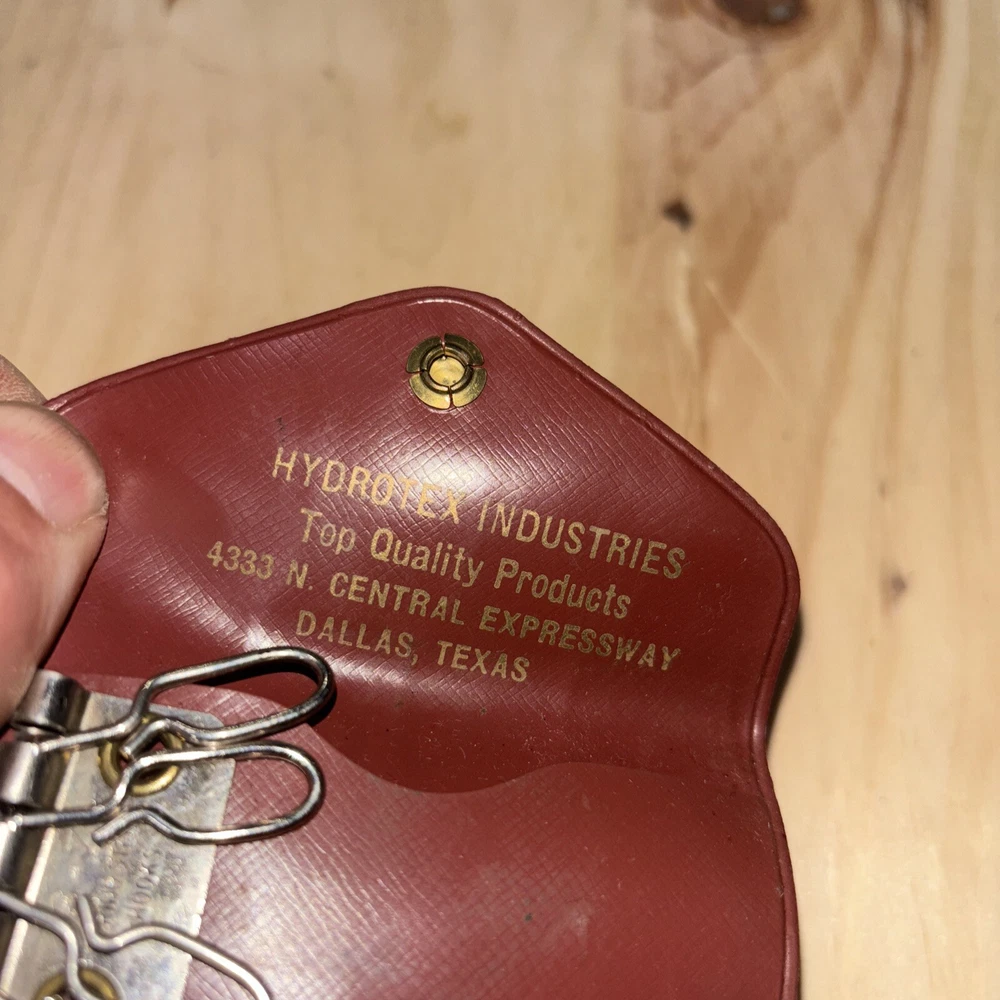 HYDROTEX INDUSTRIES
Top Quality Products
4333 N. CENTRAL EXPRESSWAY
DALLAS, TEXAS